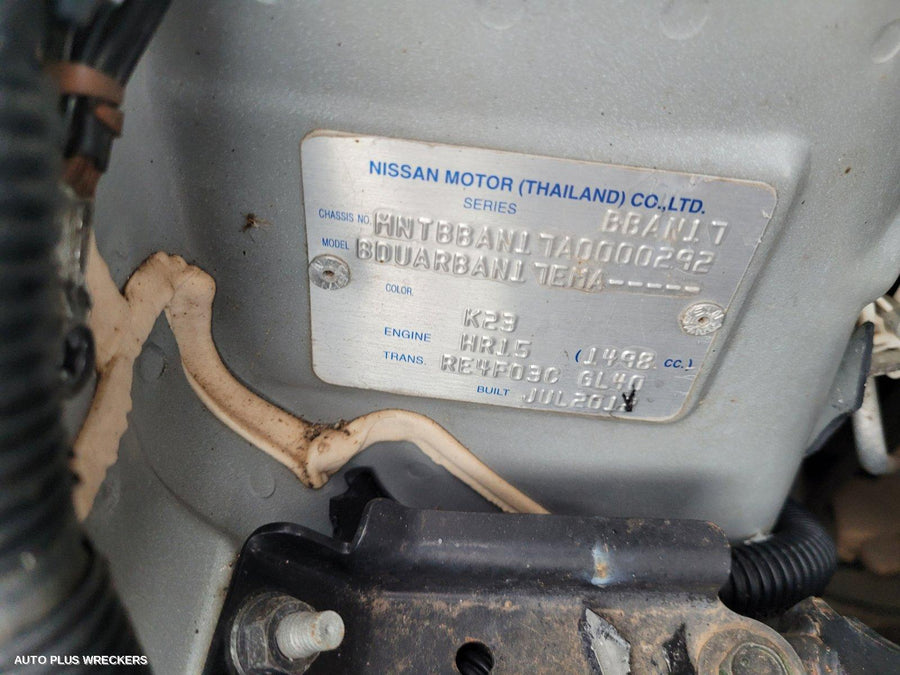 NISSAN MOTOR (THAILAND) CO.,LTD.
SERIES BBAN17
CHASSIS NO. MNTBBAN17A0000292
MODEL BDUARBAN17EMA-----
COLOR
K23
ENGINE HR15 (1498 cc.)
TRANS. RE4F03C GL40
BUILT
AUTO PLUS WRECKERS